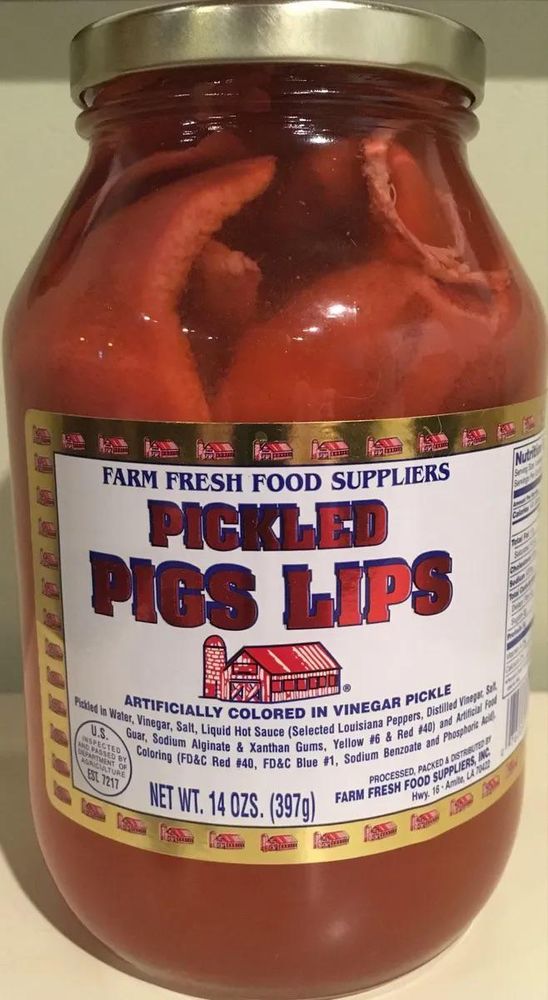 FARM FRESH FOOD SUPPLIERS
PICKLED
PIGS LIPS
®
ARTIFICIALLY COLORED IN VINEGAR PICKLE
Pickled in Water, Vinegar, Salt, Liquid Hot Sauce (Selected Louisiana Peppers, Distilled Vinegar, Salt,
Guar, Sodium Alginate & Xanthan Gums, Yellow #6 & Red #40) and Artificial Food
Coloring (FD&C Red #40, FD&C Blue #1, Sodium Benzoate and Phosphoric Acid).
U.S.
INSPECTED
AND PASSED BY
DEPARTMENT OF
AGRICULTURE
EST. 7217
NET WT. 14 OZS. (397g)
PROCESSED, PACKED & DISTRIBUTED BY
FARM FRESH FOOD SUPPLIERS, INC.
Hwy. 16 - Amite, LA 70422